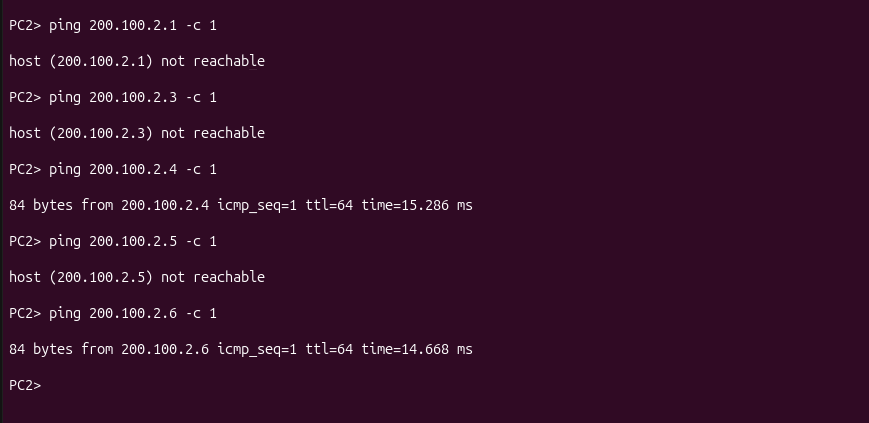 PC2> ping 200.100.2.1 -c 1
host (200.100.2.1) not reachable
PC2> ping 200.100.2.3 -c 1
host (200.100.2.3) not reachable
PC2> ping 200.100.2.4 -c 1
84 bytes from 200.100.2.4 icmp_seq=1 ttl=64 time=15.286 ms
PC2> ping 200.100.2.5 -c 1
host (200.100.2.5) not reachable
PC2> ping 200.100.2.6 -c 1
84 bytes from 200.100.2.6 icmp_seq=1 ttl=64 time=14.668 ms
PC2>